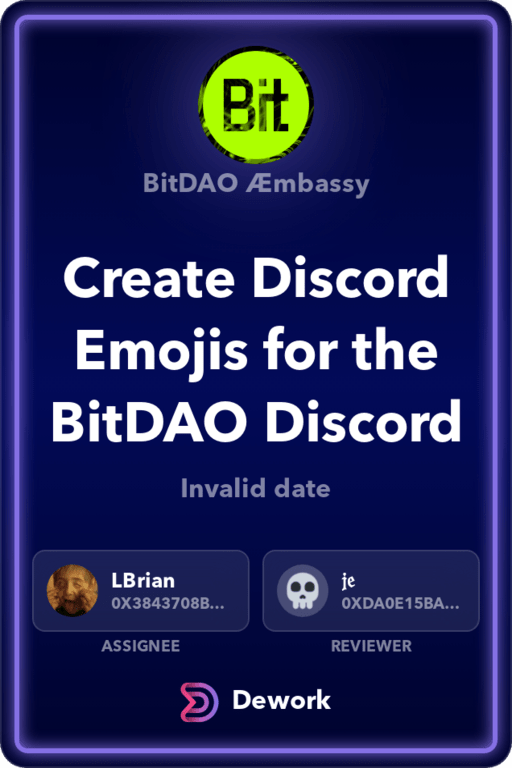 Bit
BitDAO Æmbassy
Create Discord
Emojis for the
BitDAO Discord
Invalid date
LBrian
0X3843708B...
je
0XDA0E15BA...
ASSIGNEE
REVIEWER
Dework